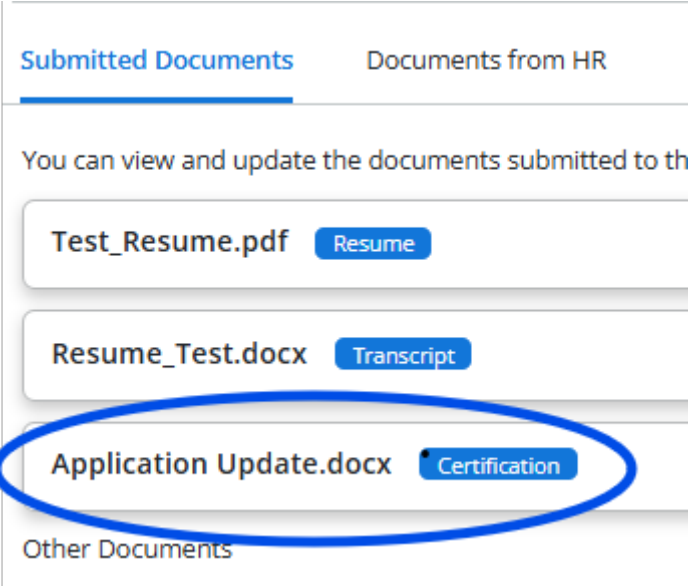 Submitted Documents Documents from HR
You can view and update the documents submitted to th
Test_Resume.pdf Resume
Resume_Test.docx Transcript
Application Update.docx Certification
Other Documents